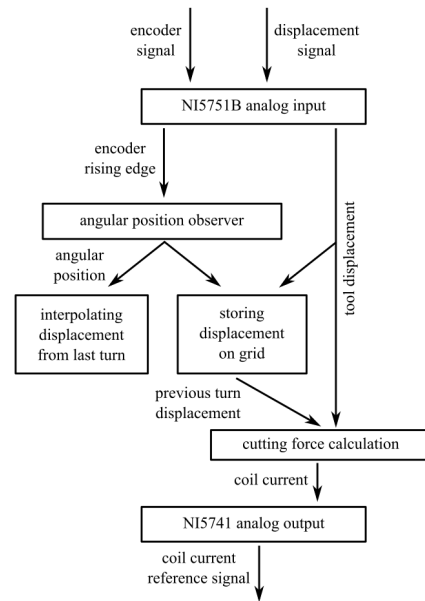 encoder
signal
displacement
signal
NI5751B analog input
encoder
rising edge
angular position observer
angular
position
tool displacement
interpolating
displacement
from last turn
storing
displacement
on grid
previous turn
displacement
cutting force calculation
coil current
NI5741 analog output
coil current
reference signal